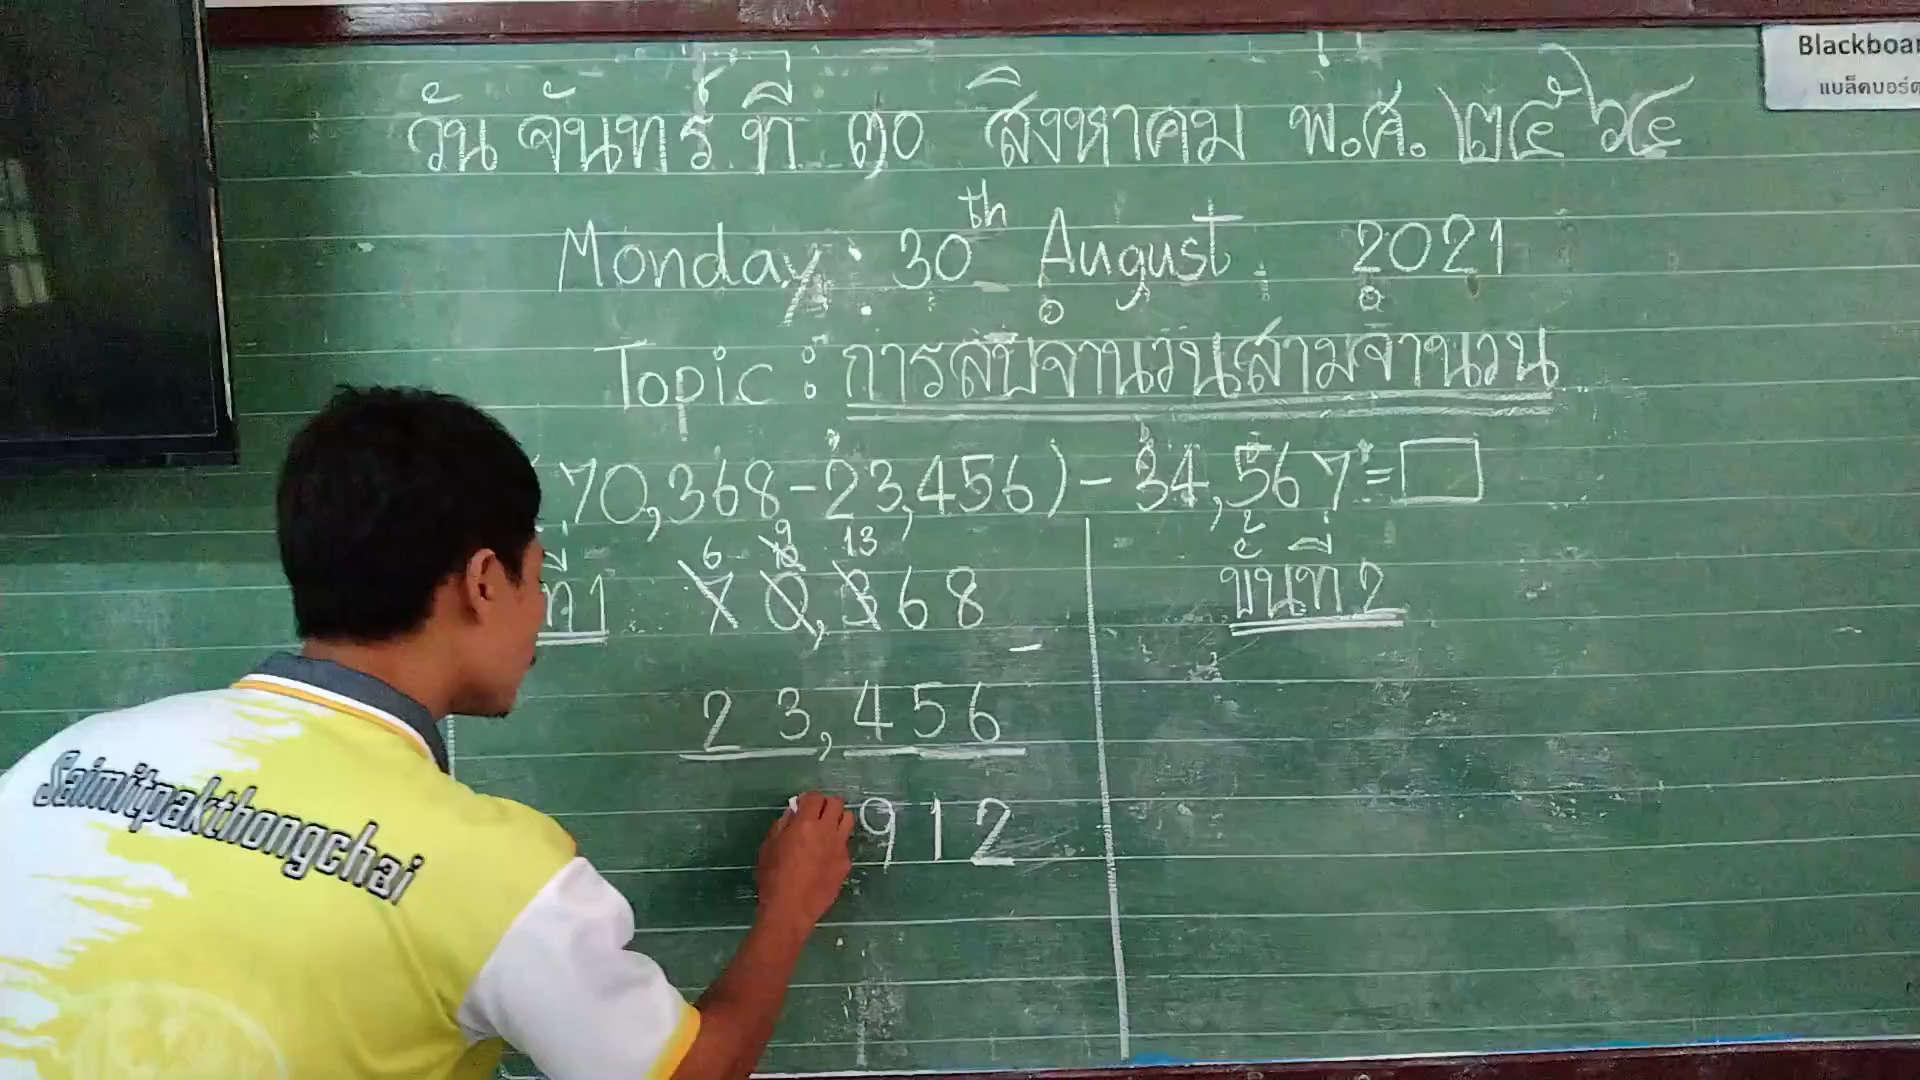 Blackboar
แบล็คบอร์ด
วันจันทร์ ที่ ๓๐ สิงหาคม พ.ศ. ๒๕๖๔
Monday 30th August 2021
Topic : การลบจำนวนสามจำนวน
70,368-23,456) - 34,567 = □
ที่ 1
6 9 10 13
70,368
-
23,456
912
ขั้นที่ 2
Saimitpakthongchai